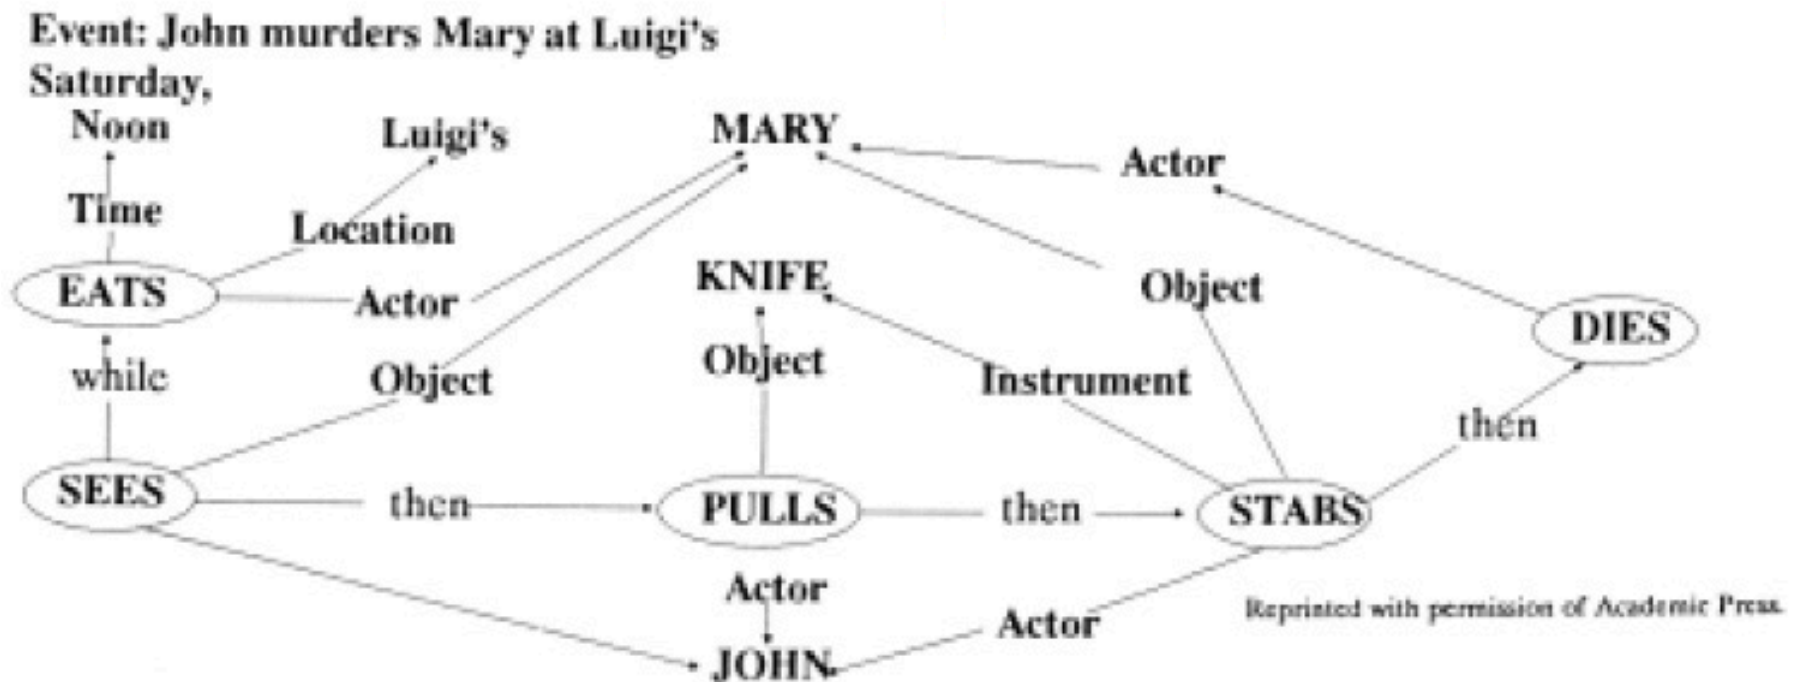 Event: John murders Mary at Luigi's
Saturday,
Noon
Luigi's
MARY
Actor
Time
Location
KNIFE
Object
EATS
Actor
DIES
while
Object
Object
Instrument
then
SEES
then
PULLS
then
STABS
Actor
Actor
Reprinted with permission of Academic Press.
JOHN